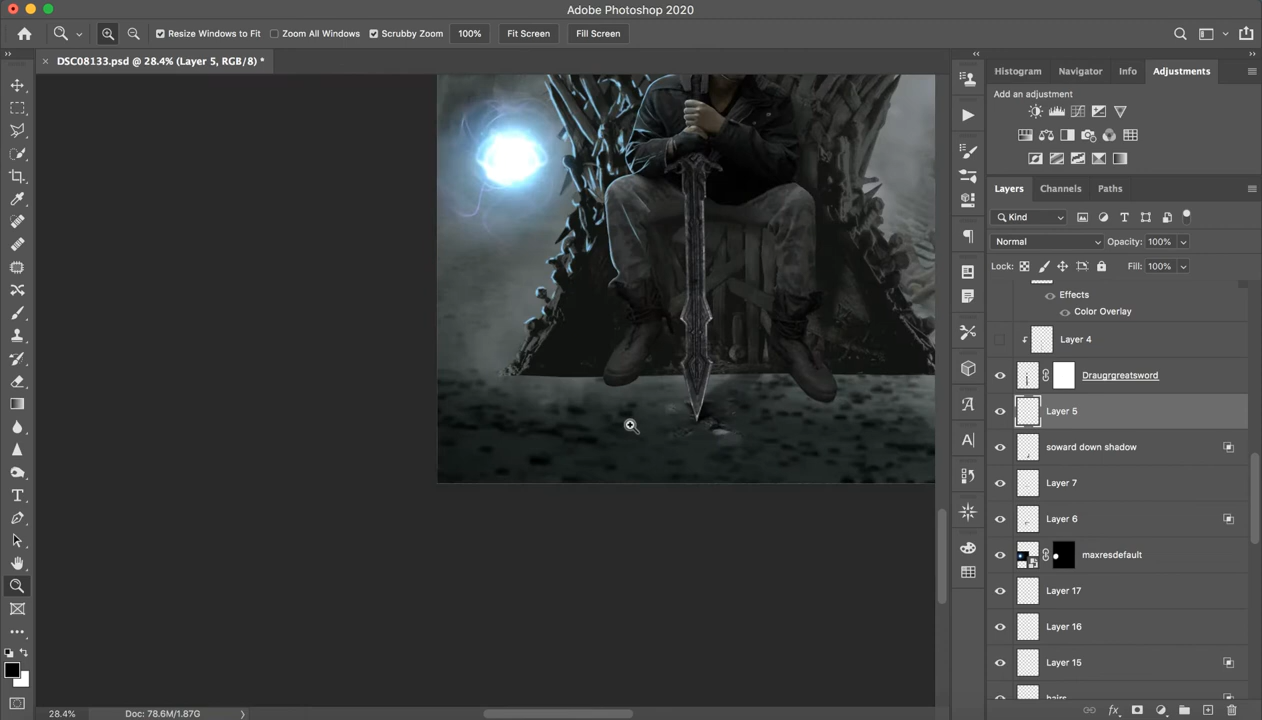 Adobe Photoshop 2020
Resize Windows to Fit Zoom All Windows Scrubby Zoom 100% Fit Screen Fill Screen
DSC08133.psd @ 28.4% (Layer 5, RGB/8) *
Histogram Navigator Info Adjustments
Add an adjustment
Layers Channels Paths
Kind
Normal Opacity: 100%
Lock: Fill: 100%
Effects
Color Overlay
Layer 4
Draugrgreatsword
Layer 5
soward down shadow
Layer 7
Layer 6
maxresdefault
Layer 17
Layer 16
Layer 15
hairs
28.4% Doc: 78.6M/1.87G